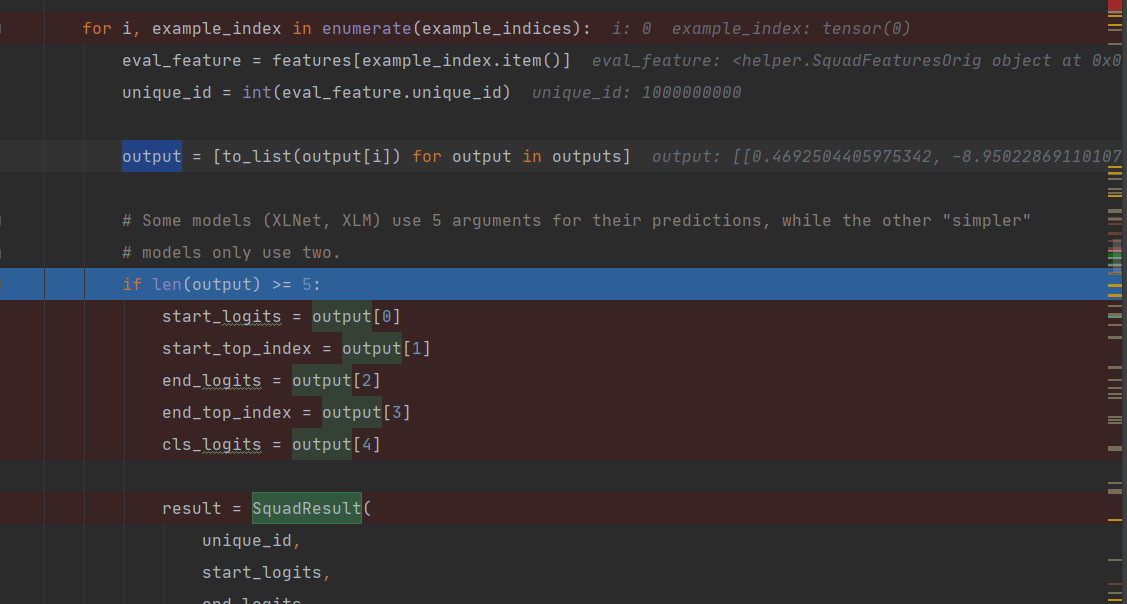 for i, example_index in enumerate(example_indices):  i: 0  example_index: tensor(0)
eval_feature = features[example_index.item()]  eval_feature: <helper.SquadFeaturesOrig object at 0x0
unique_id = int(eval_feature.unique_id)  unique_id: 1000000000
output = [to_list(output[i]) for output in outputs]  output: [[0.4692504405975342, -8.95022869110107
# Some models (XLNet, XLM) use 5 arguments for their predictions, while the other "simpler"
# models only use two.
if len(output) >= 5:
start_logits = output[0]
start_top_index = output[1]
end_logits = output[2]
end_top_index = output[3]
cls_logits = output[4]
result = SquadResult(
unique_id,
start_logits,
end_logits